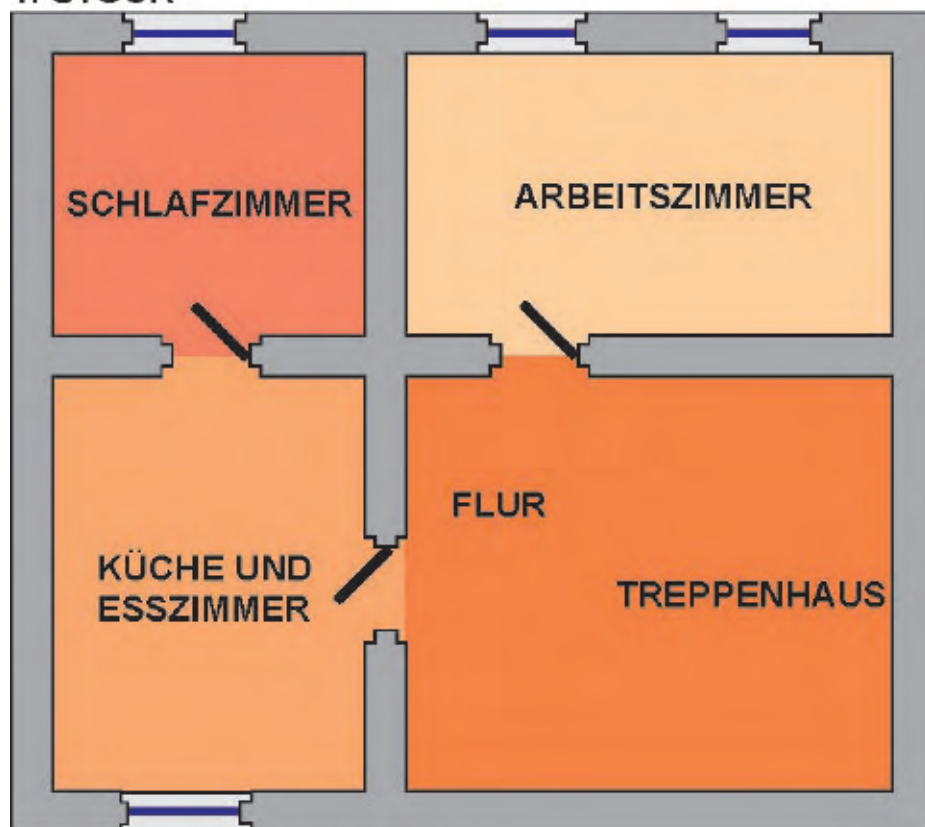 SCHLAFZIMMER
ARBEITSZIMMER
FLUR
KÜCHE UND
ESSZIMMER
TREPPENHAUS